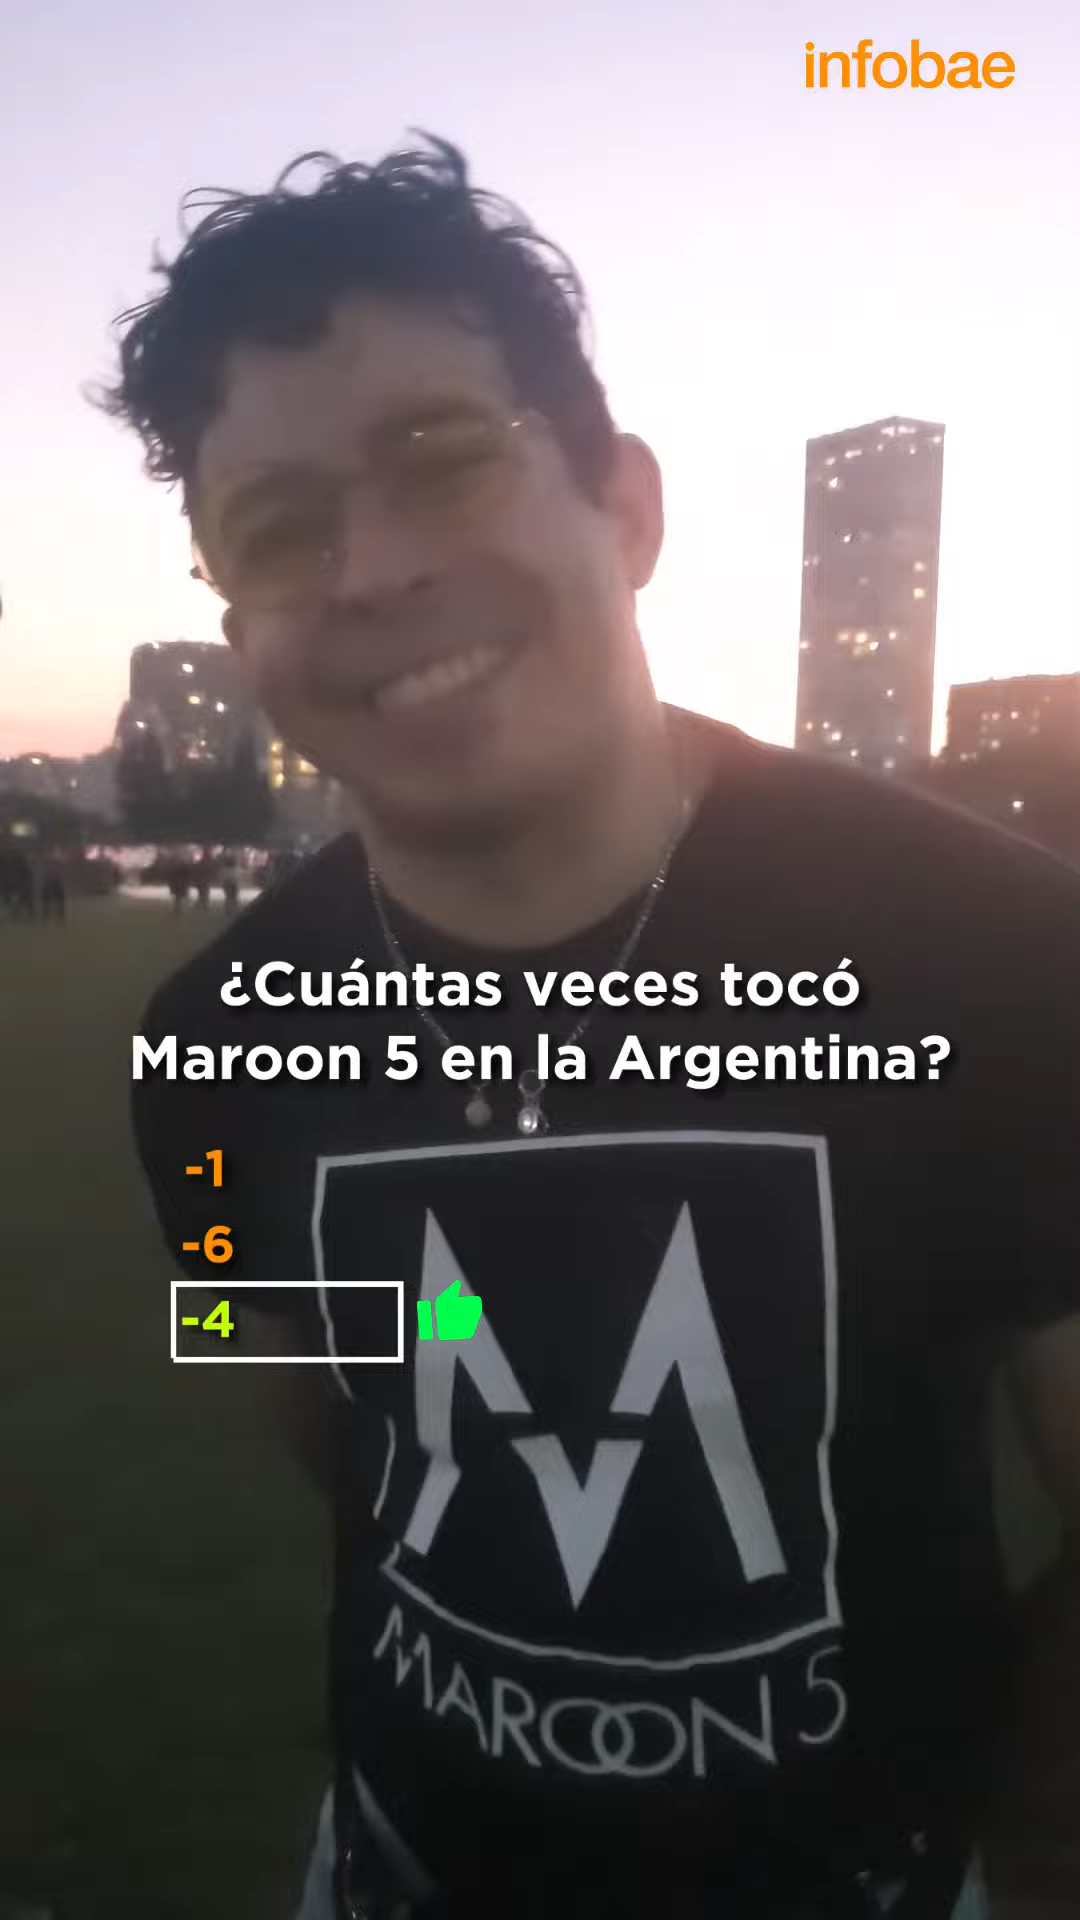 infobae
¿Cuántas veces tocó
Maroon 5 en la Argentina?
-1
-6
-4
MAROON 5